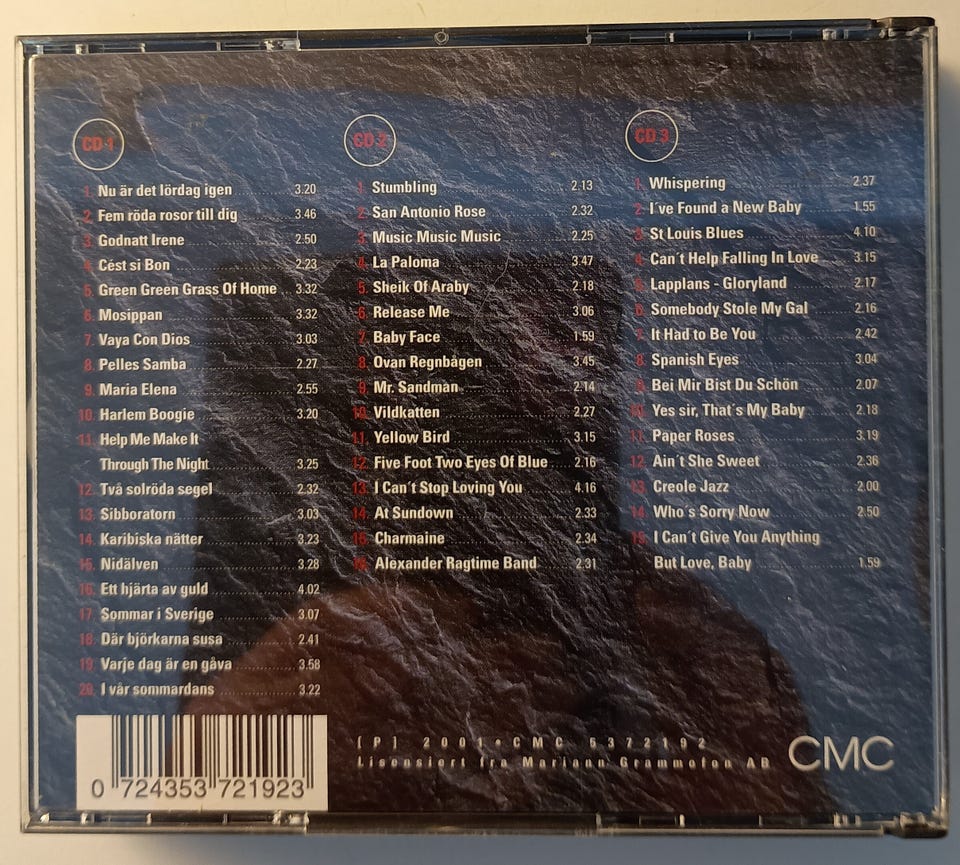 CD 1
1. Nu är det lördag igen 3.20
2. Fem röda rosor till dig 3.46
3. Godnatt Irene 2.50
4. Cést si Bon 2.23
5. Green Green Grass Of Home 3.32
6. Mosippan 3.32
7. Vaya Con Dios 3.03
8. Pelles Samba 2.27
9. Maria Elena 2.55
10. Harlem Boogie 3.20
11. Help Me Make It
Through The Night 3.25
12. Två solröda segel 2.32
13. Sibboratorn 3.03
14. Karibiska nätter 3.23
15. Nidälven 3.28
16. Ett hjärta av guld 4.02
17. Sommar i Sverige 3.07
18. Där björkarna susa 2.41
19. Varje dag är en gåva 3.58
20. I vår sommardans 3.22
CD 2
1. Stumbling 2.13
2. San Antonio Rose 2.32
3. Music Music Music 2.25
4. La Paloma 3.47
5. Sheik Of Araby 2.18
6. Release Me 3.06
7. Baby Face 1.59
8. Ovan Regnbågen 3.45
9. Mr. Sandman 2.14
10. Vildkatten 2.27
11. Yellow Bird 3.15
12. Five Foot Two Eyes Of Blue 2.16
13. I Can´t Stop Loving You 4.16
14. At Sundown 2.33
15. Charmaine 2.34
16. Alexander Ragtime Band 2.31
CD 3
1. Whispering 2.37
2. I´ve Found a New Baby 1.55
3. St Louis Blues 4.10
4. Can´t Help Falling In Love 3.15
5. Lapplans - Gloryland 2.17
6. Somebody Stole My Gal 2.16
7. It Had to Be You 2.42
8. Spanish Eyes 3.04
9. Bei Mir Bist Du Schön 2.07
10. Yes sir, That´s My Baby 2.18
11. Paper Roses 3.19
12. Ain´t She Sweet 2.36
13. Creole Jazz 2.00
14. Who´s Sorry Now 2.50
15. I Can´t Give You Anything
But Love, Baby 1.59
0 724353 721923
[P] 2001 • CMC 5372192
Lisensiert fra Mariann Grammofon AB
CMC